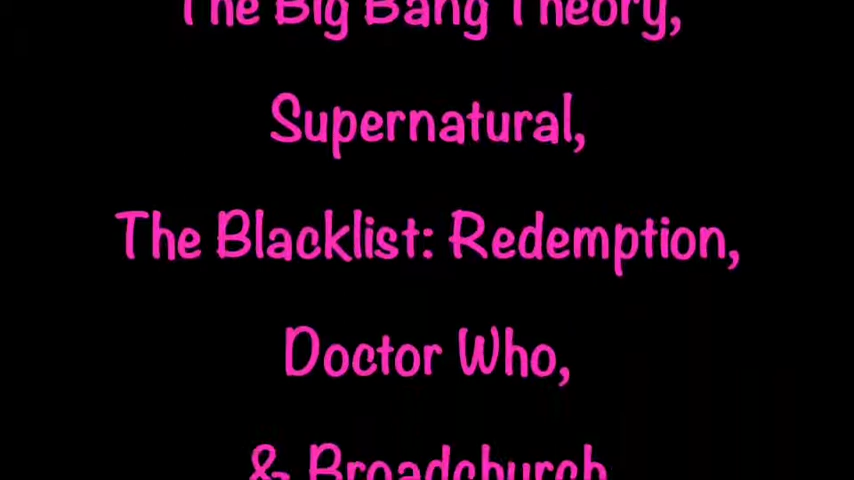 The Big Bang Theory,
Supernatural,
The Blacklist: Redemption,
Doctor Who,
& Broadchurch